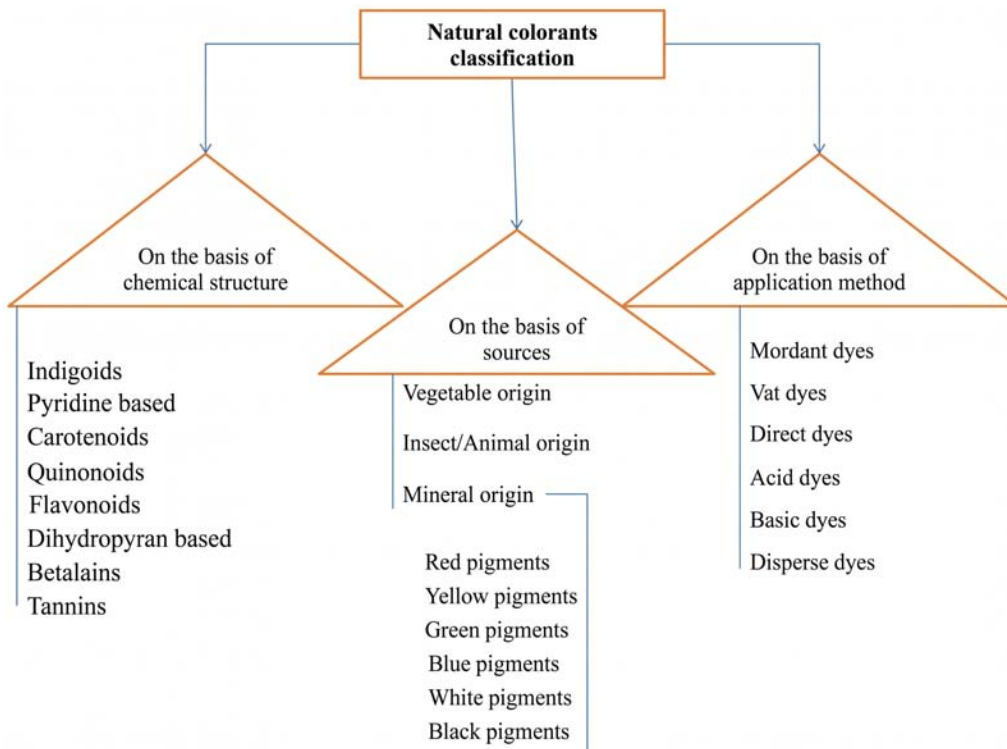 Natural colorants
classification
On the basis of
chemical structure
Indigoids
Pyridine based
Carotenoids
Quinonoids
Flavonoids
Dihydropyran based
Betalains
Tannins
On the basis of
sources
Vegetable origin
Insect/Animal origin
Mineral origin
Red pigments
Yellow pigments
Green pigments
Blue pigments
White pigments
Black pigments
On the basis of
application method
Mordant dyes
Vat dyes
Direct dyes
Acid dyes
Basic dyes
Disperse dyes